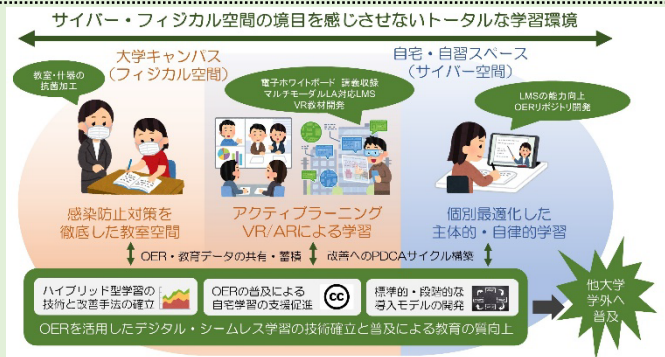 サイバー・フィジカル空間の境目を感じさせないトータルな学習環境
大学キャンパス
（フィジカル空間）
自宅・自習スペース
（サイバー空間）
教室・什器の
抗菌加工
電子ホワイトボード 講義収録
マルチモーダルLA対応LMS
VR教材開発
LMSの能力向上
OERリポジトリ開発
感染防止対策を
徹底した教室空間
アクティブラーニング
VR/ARによる学習
個別最適化した
主体的・自律的学習
OER・教育データの共有・蓄積
改善へのPDCAサイクル構築
ハイブリッド型学習の
技術と改善手法の確立
OERの普及による
自宅学習の支援促進
cc
標準的・段階的な
導入モデルの開発
OERを活用したデジタル・シームレス学習の技術確立と普及による教育の質向上
他大学
学外へ
普及